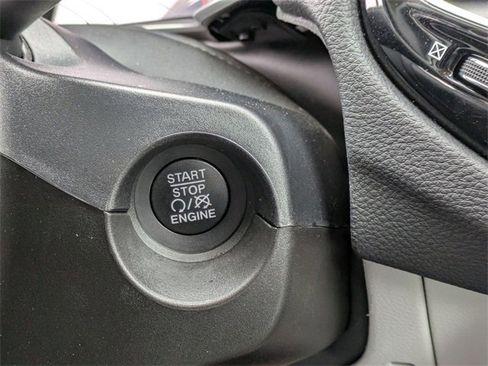 START
STOP
/
ENGINE